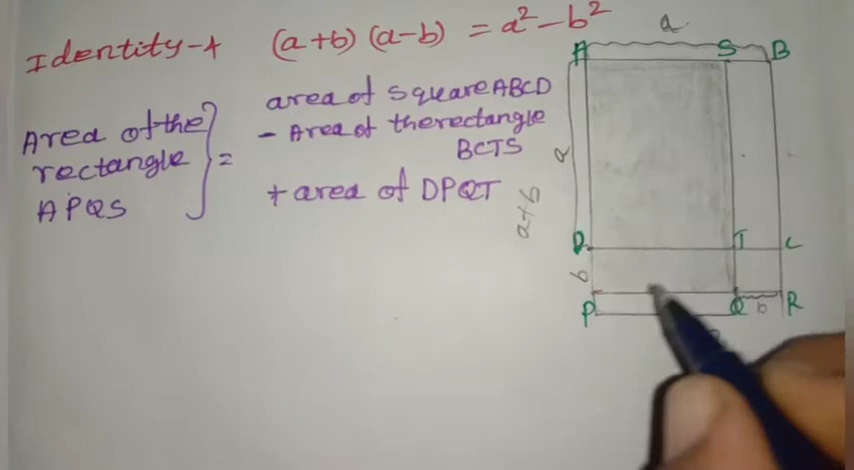 Identity-4 (a+b) (a-b) = a² - b²
Area of the rectangle APQS } = area of square ABCD
- Area of the rectangle BCTS
+ area of DPQT
a
A S B
a
a+b
D T C
b
P Q b R